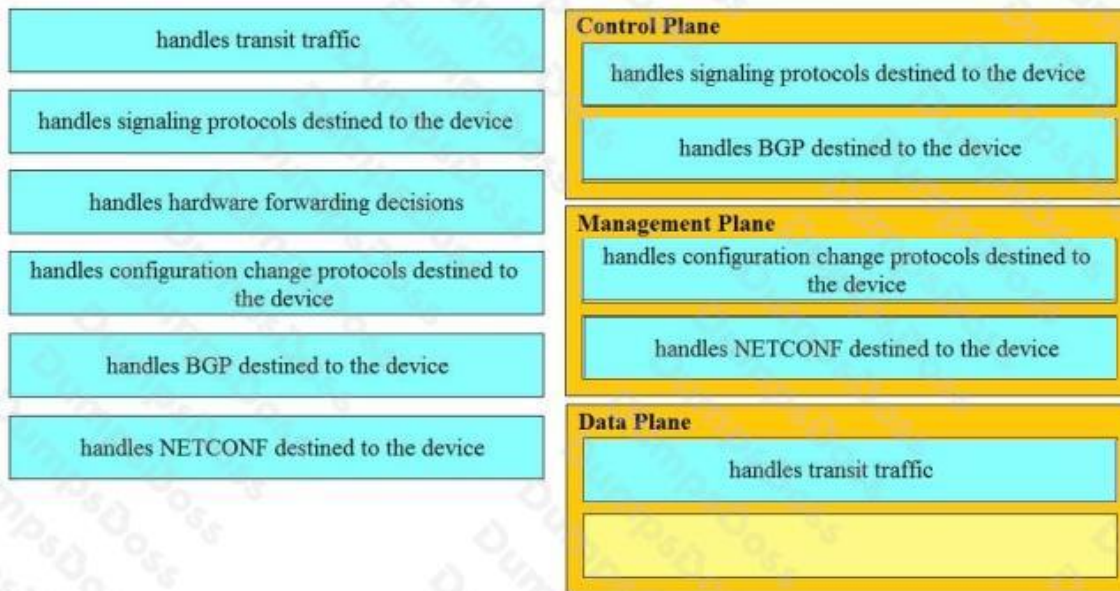 handles transit traffic
handles signaling protocols destined to the device
handles hardware forwarding decisions
handles configuration change protocols destined to
the device
handles BGP destined to the device
handles NETCONF destined to the device
Control Plane
handles signaling protocols destined to the device
handles BGP destined to the device
Management Plane
handles configuration change protocols destined to
the device
handles NETCONF destined to the device
Data Plane
handles transit traffic
DumpsDoss